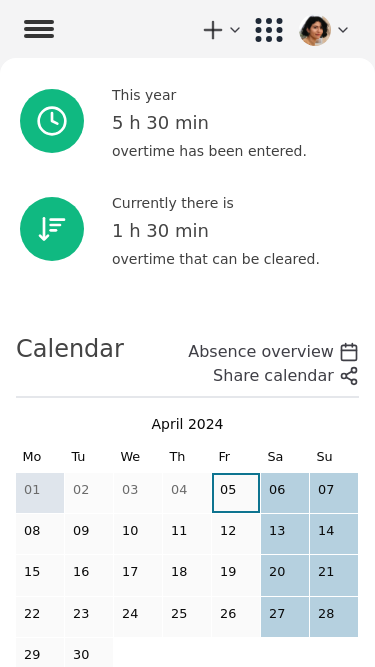 This year
5 h 30 min
overtime has been entered.
Currently there is
1 h 30 min
overtime that can be cleared.
Calendar
Absence overview
Share calendar
April 2024
Mo Tu We Th Fr Sa Su
01 02 03 04 05 06 07
08 09 10 11 12 13 14
15 16 17 18 19 20 21
22 23 24 25 26 27 28
29 30